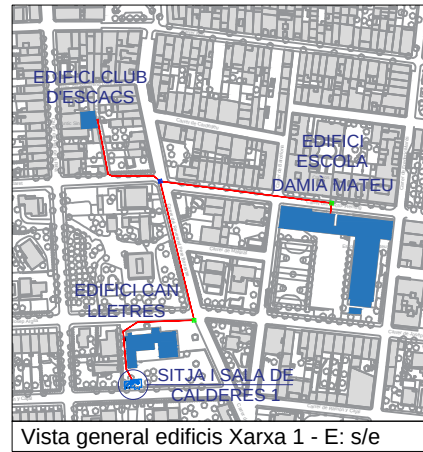 EDIFICI CLUB
D'ESCACS
EDIFICI
ESCOLA
DAMIÀ MATEU
EDIFICI CAN
LLETRES
SITJA I SALA DE
CALDERES 1
Vista general edificis Xarxa 1 - E: s/e